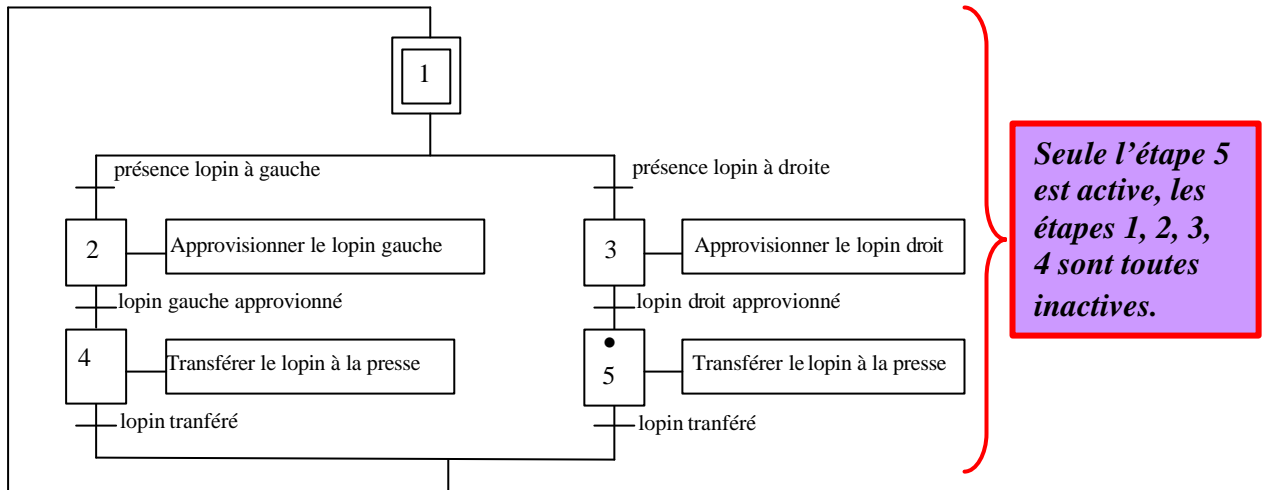 1
présence lopin à gauche
présence lopin à droite
2
Approvisionner le lopin gauche
3
Approvisionner le lopin droit
lopin gauche approvionné
lopin droit approvionné
4
Transférer le lopin à la presse
5
Transférer le lopin à la presse
lopin tranféré
lopin tranféré
Seule l'étape 5
est active, les
étapes 1, 2, 3,
4 sont toutes
inactives.